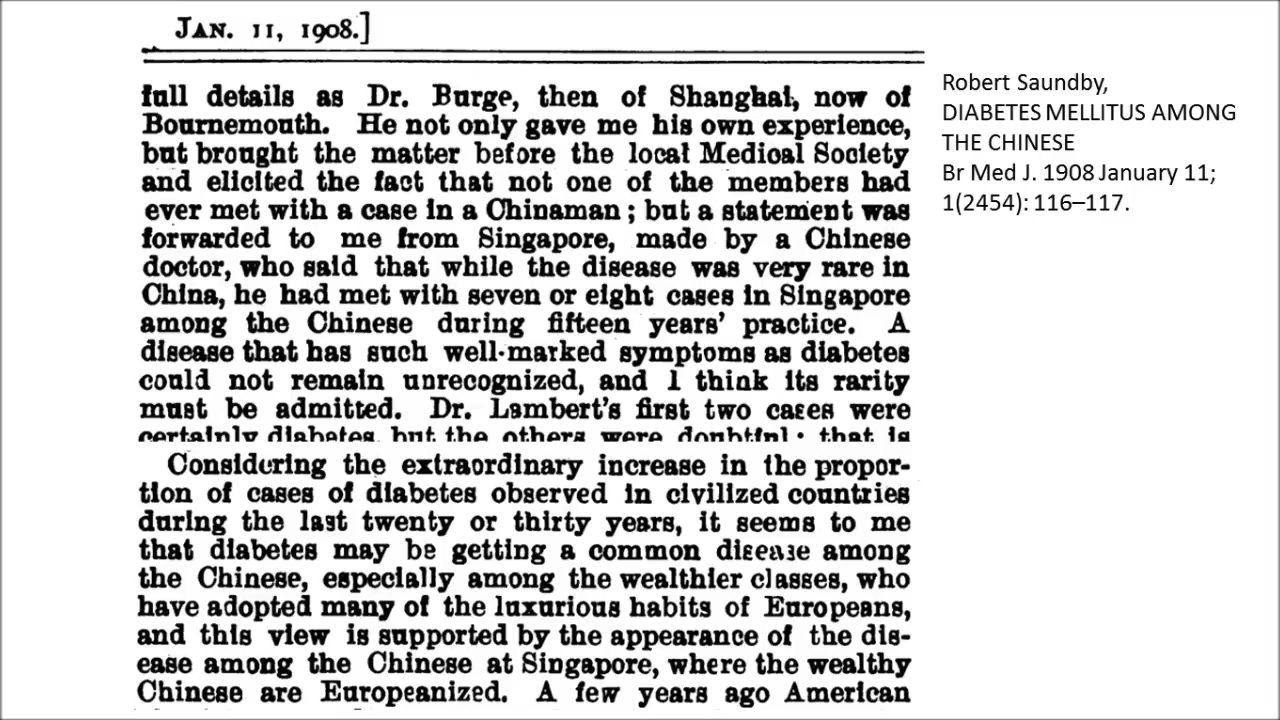 JAN. 11, 1908.]
full details as Dr. Burge, then of Shanghai, now of
Bournemouth. He not only gave me his own experience,
but brought the matter before the local Medical Society
and elicited the fact that not one of the members had
ever met with a case in a Chinaman; but a statement was
forwarded to me from Singapore, made by a Chinese
doctor, who said that while the disease was very rare in
China, he had met with seven or eight cases in Singapore
among the Chinese during fifteen years' practice. A
disease that has such well-marked symptoms as diabetes
could not remain unrecognized, and I think its rarity
must be admitted. Dr. Lambert's first two cases were
certainly diabetes but the others were doubtful; that is
Considering the extraordinary increase in the propor-
tion of cases of diabetes observed in civilized countries
during the last twenty or thirty years, it seems to me
that diabetes may be getting a common disease among
the Chinese, especially among the wealthier classes, who
have adopted many of the luxurious habits of Europeans,
and this view is supported by the appearance of the dis-
ease among the Chinese at Singapore, where the wealthy
Chinese are Europeanized. A few years ago American
Robert Saundby,
DIABETES MELLITUS AMONG
THE CHINESE
Br Med J. 1908 January 11;
1(2454): 116–117.